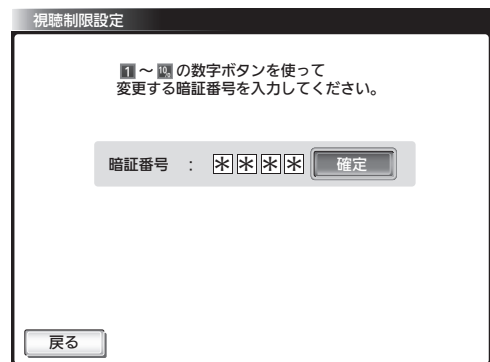 視聴制限設定
1 ~ 10 の数字ボタンを使って
変更する暗証番号を入力してください。
暗証番号 : ＊＊＊＊ 確定
戻る